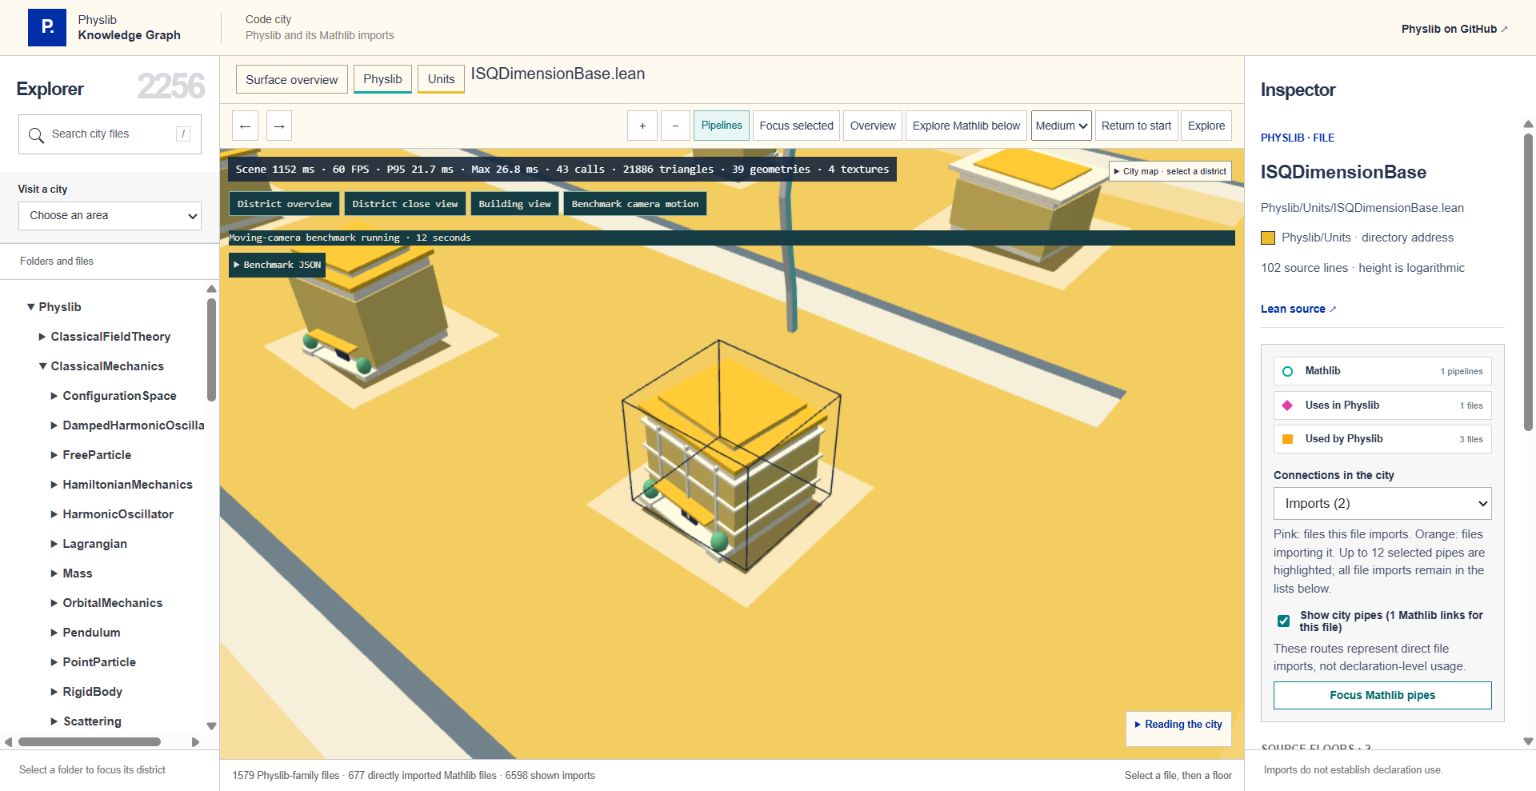 P.
Physlib
Knowledge Graph
Code city
Physlib and its Mathlib imports
Physlib on GitHub ↗
Explorer
2256
Search city files
/
Visit a city
Choose an area
Folders and files
▼ Physlib
▶ ClassicalFieldTheory
▼ ClassicalMechanics
▶ ConfigurationSpace
▶ DampedHarmonicOscilla
▶ FreeParticle
▶ HamiltonianMechanics
▶ HarmonicOscillator
▶ Lagrangian
▶ Mass
▶ OrbitalMechanics
▶ Pendulum
▶ PointParticle
▶ RigidBody
▶ Scattering
Select a folder to focus its district
Surface overview
Physlib
Units
ISQDimensionBase.lean
← → + − Pipelines Focus selected Overview Explore Mathlib below Medium Return to start Explore
Scene 1152 ms · 60 FPS · P95 21.7 ms · Max 26.8 ms · 43 calls · 21886 triangles · 39 geometries · 4 textures
▶ City map · select a district
District overview District close view Building view Benchmark camera motion
Moving-camera benchmark running · 12 seconds
▶ Benchmark JSON
▶ Reading the city
1579 Physlib-family files · 677 directly imported Mathlib files · 6598 shown imports
Select a file, then a floor
Inspector
PHYSLIB · FILE
ISQDimensionBase
Physlib/Units/ISQDimensionBase.lean
Physlib/Units · directory address
102 source lines · height is logarithmic
Lean source ↗
Mathlib 1 pipelines
Uses in Physlib 1 files
Used by Physlib 3 files
Connections in the city
Imports (2)
Pink: files this file imports. Orange: files
importing it. Up to 12 selected pipes are
highlighted; all file imports remain in the
lists below.
Show city pipes (1 Mathlib links for
this file)
These routes represent direct file
imports, not declaration-level usage.
Focus Mathlib pipes
SOURCE FLOORS · 2
Imports do not establish declaration use.